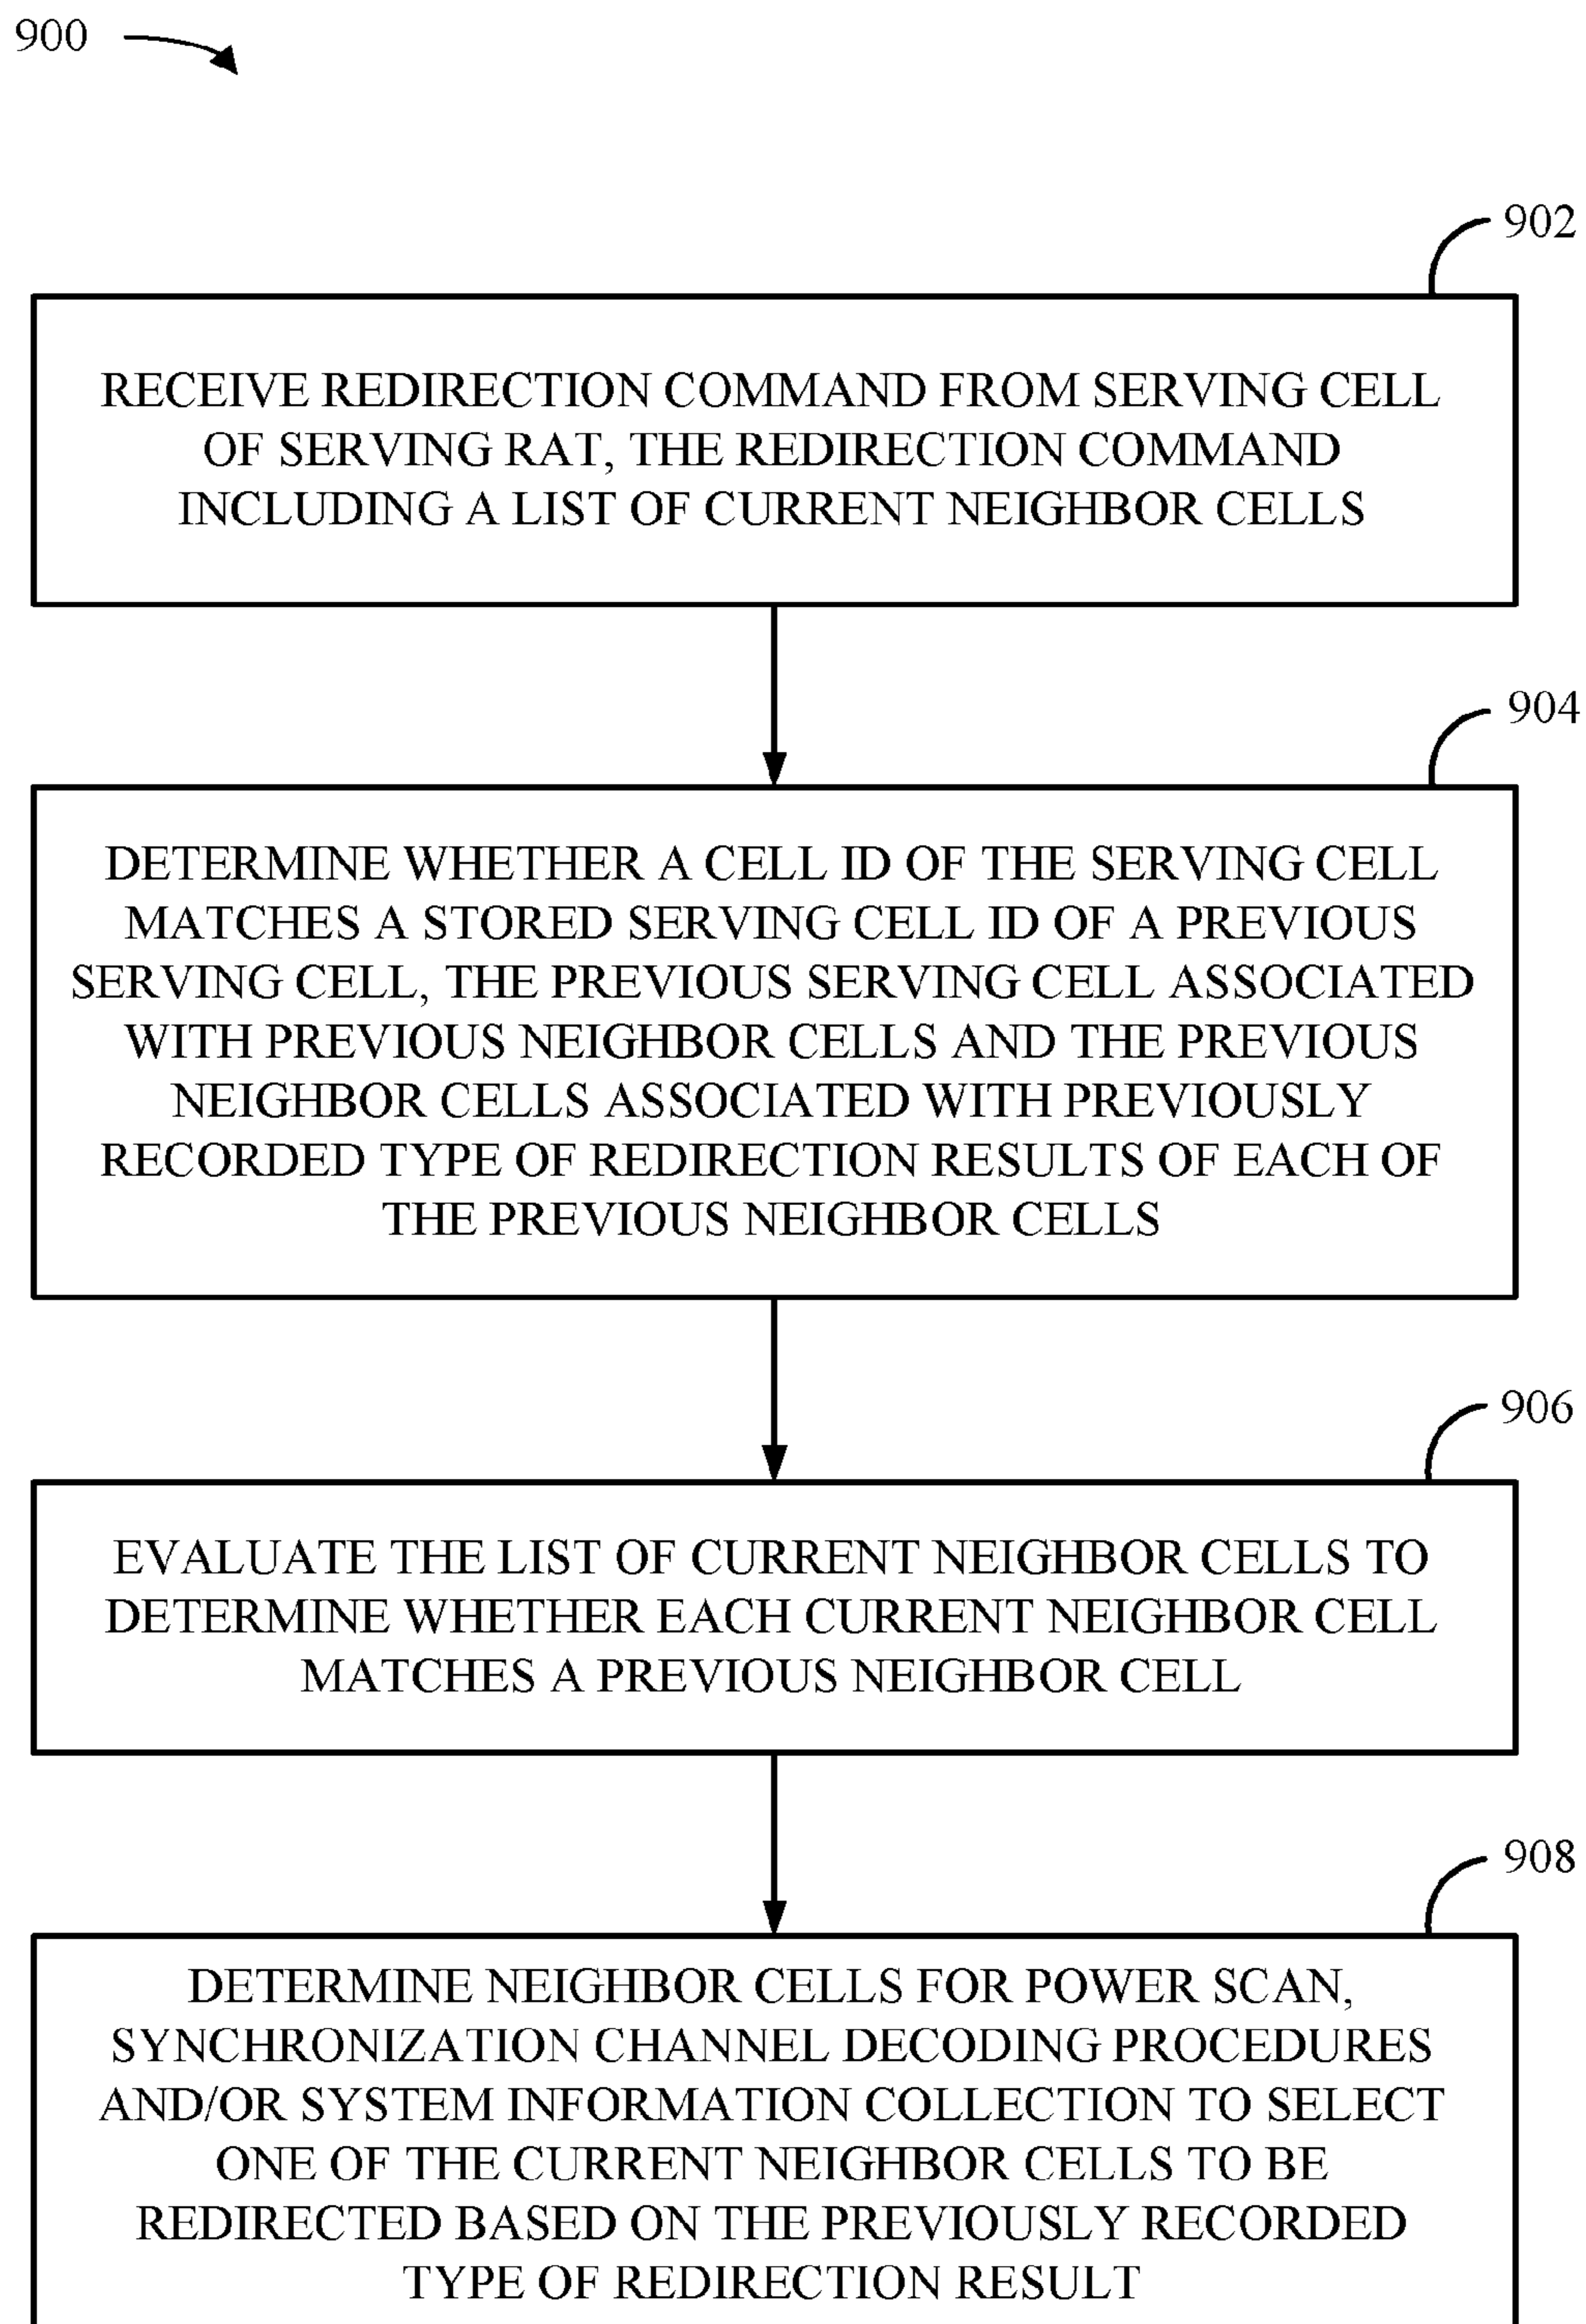 900
902
RECEIVE REDIRECTION COMMAND FROM SERVING CELL
OF SERVING RAT, THE REDIRECTION COMMAND
INCLUDING A LIST OF CURRENT NEIGHBOR CELLS
904
DETERMINE WHETHER A CELL ID OF THE SERVING CELL
MATCHES A STORED SERVING CELL ID OF A PREVIOUS
SERVING CELL, THE PREVIOUS SERVING CELL ASSOCIATED
WITH PREVIOUS NEIGHBOR CELLS AND THE PREVIOUS
NEIGHBOR CELLS ASSOCIATED WITH PREVIOUSLY
RECORDED TYPE OF REDIRECTION RESULTS OF EACH OF
THE PREVIOUS NEIGHBOR CELLS
906
EVALUATE THE LIST OF CURRENT NEIGHBOR CELLS TO
DETERMINE WHETHER EACH CURRENT NEIGHBOR CELL
MATCHES A PREVIOUS NEIGHBOR CELL
908
DETERMINE NEIGHBOR CELLS FOR POWER SCAN,
SYNCHRONIZATION CHANNEL DECODING PROCEDURES
AND/OR SYSTEM INFORMATION COLLECTION TO SELECT
ONE OF THE CURRENT NEIGHBOR CELLS TO BE
REDIRECTED BASED ON THE PREVIOUSLY RECORDED
TYPE OF REDIRECTION RESULT